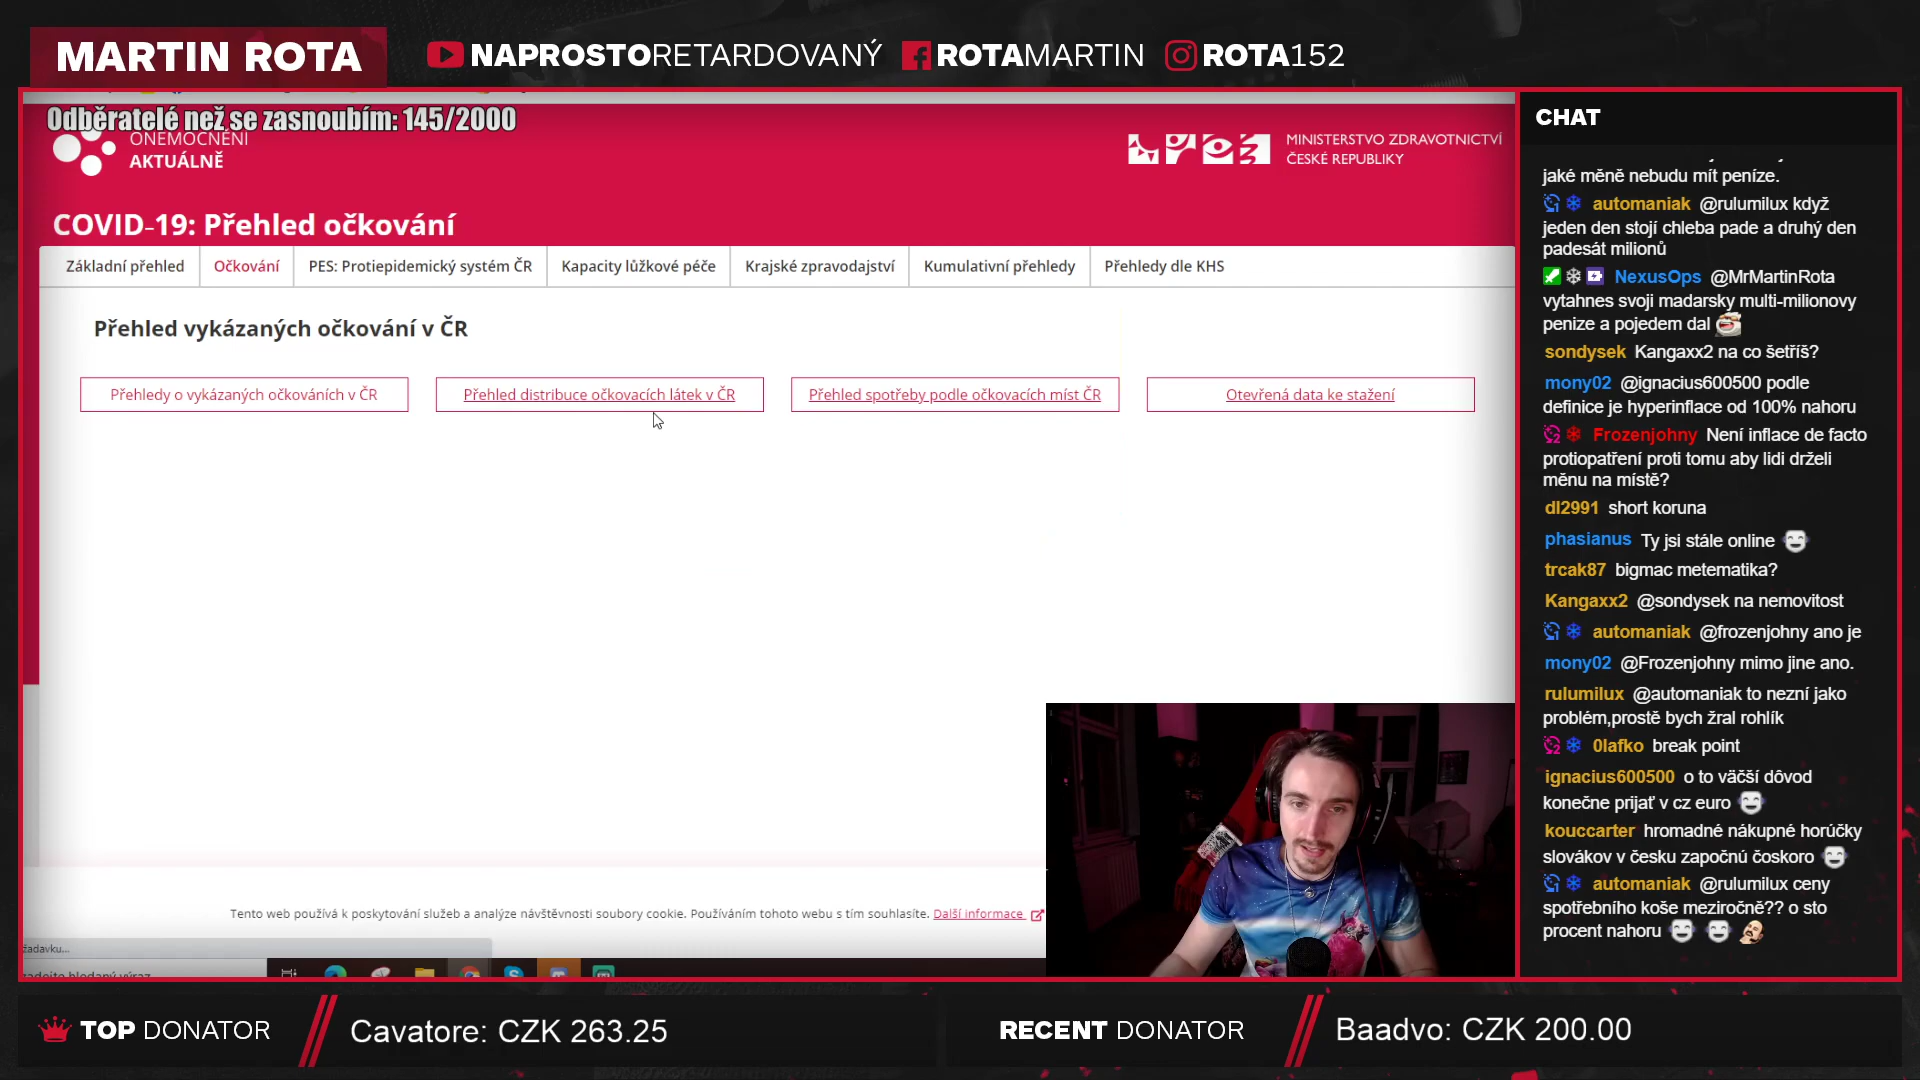 MARTIN ROTA
NAPROSTORETARDOVANÝ
ROTAMARTIN
ROTA152
Odběratelé než se zasnoubím: 145/2000
ONEMOCNĚNÍ
AKTUÁLNĚ
MINISTERSTVO ZDRAVOTNICTVÍ
ČESKÉ REPUBLIKY
COVID-19: Přehled očkování
Základní přehled
Očkování
PES: Protiepidemický systém ČR
Kapacity lůžkové péče
Krajské zpravodajství
Kumulativní přehledy
Přehledy dle KHS
Přehled vykázaných očkování v ČR
Přehledy o vykázaných očkováních v ČR
Přehled distribuce očkovacích látek v ČR
Přehled spotřeby podle očkovacích míst ČR
Otevřená data ke stažení
Tento web používá k poskytování služeb a analýze návštěvnosti soubory cookie. Používáním tohoto webu s tím souhlasíte. Další informace
žadavku...
CHAT
jaké měně nebudu mít peníze.
automaniak @rulumilux když
jeden den stojí chleba pade a druhý den
padesát milionů
NexusOps @MrMartinRota
vytahnes svoji madarsky multi-milionovy
penize a pojedem dal
sondysek Kangaxx2 na co šetříš?
mony02 @ignacius600500 podle
definice je hyperinflace od 100% nahoru
Frozenjohny Není inflace de facto
protiopatření proti tomu aby lidi drželi
měnu na místě?
dl2991 short koruna
phasianus Ty jsi stále online
trcak87 bigmac metematika?
Kangaxx2 @sondysek na nemovitost
automaniak @frozenjohny ano je
mony02 @Frozenjohny mimo jine ano.
rulumilux @automaniak to nezní jako
problém,prostě bych žral rohlík
0lafko break point
ignacius600500 o to väčší dôvod
konečne prijať v cz euro
kouccarter hromadné nákupné horúčky
slovákov v česku započnú čoskoro
automaniak @rulumilux ceny
spotřebního koše meziročně?? o sto
procent nahoru
TOP DONATOR
Cavatore: CZK 263.25
RECENT DONATOR
Baadvo: CZK 200.00